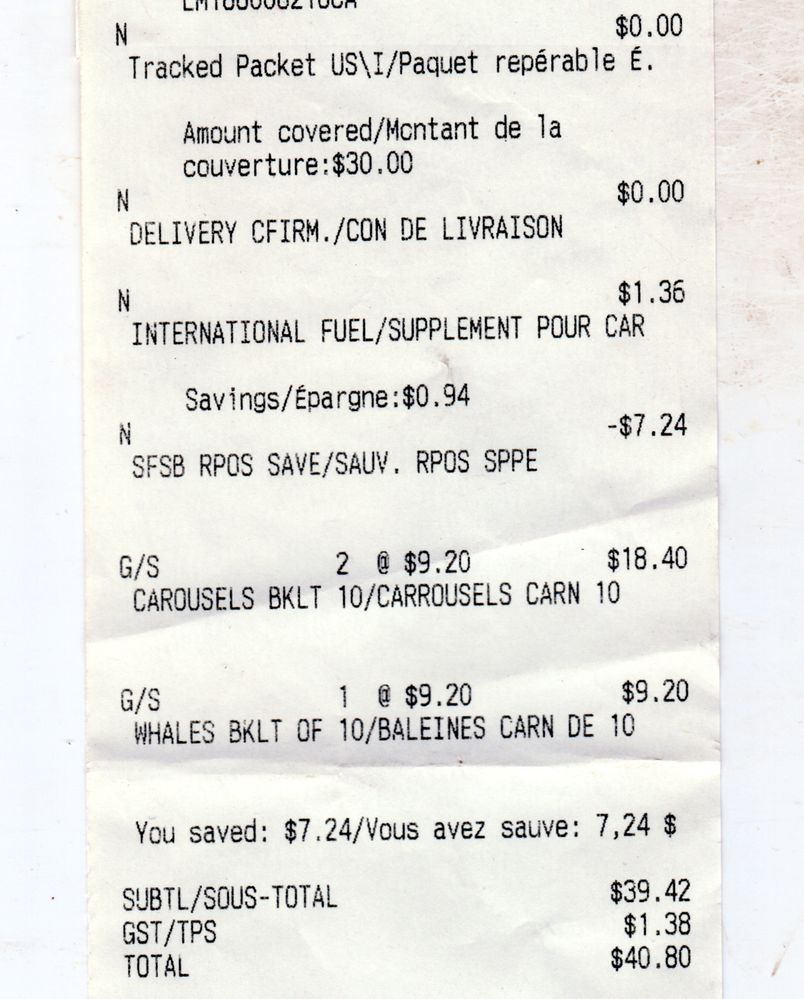 N $0.00
Tracked Packet US\I/Paquet repérable É.
Amount covered/Montant de la
couverture:$30.00
N $0.00
DELIVERY CFIRM./CON DE LIVRAISON
N $1.36
INTERNATIONAL FUEL/SUPPLEMENT POUR CAR
Savings/Épargne:$0.94
N -$7.24
SFSB RPOS SAVE/SAUV. RPOS SPPE
G/S 2 @ $9.20 $18.40
CAROUSELS BKLT 10/CARROUSELS CARN 10
G/S 1 @ $9.20 $9.20
WHALES BKLT OF 10/BALEINES CARN DE 10
You saved: $7.24/Vous avez sauve: 7,24 $
SUBTL/SOUS-TOTAL $39.42
GST/TPS $1.38
TOTAL $40.80